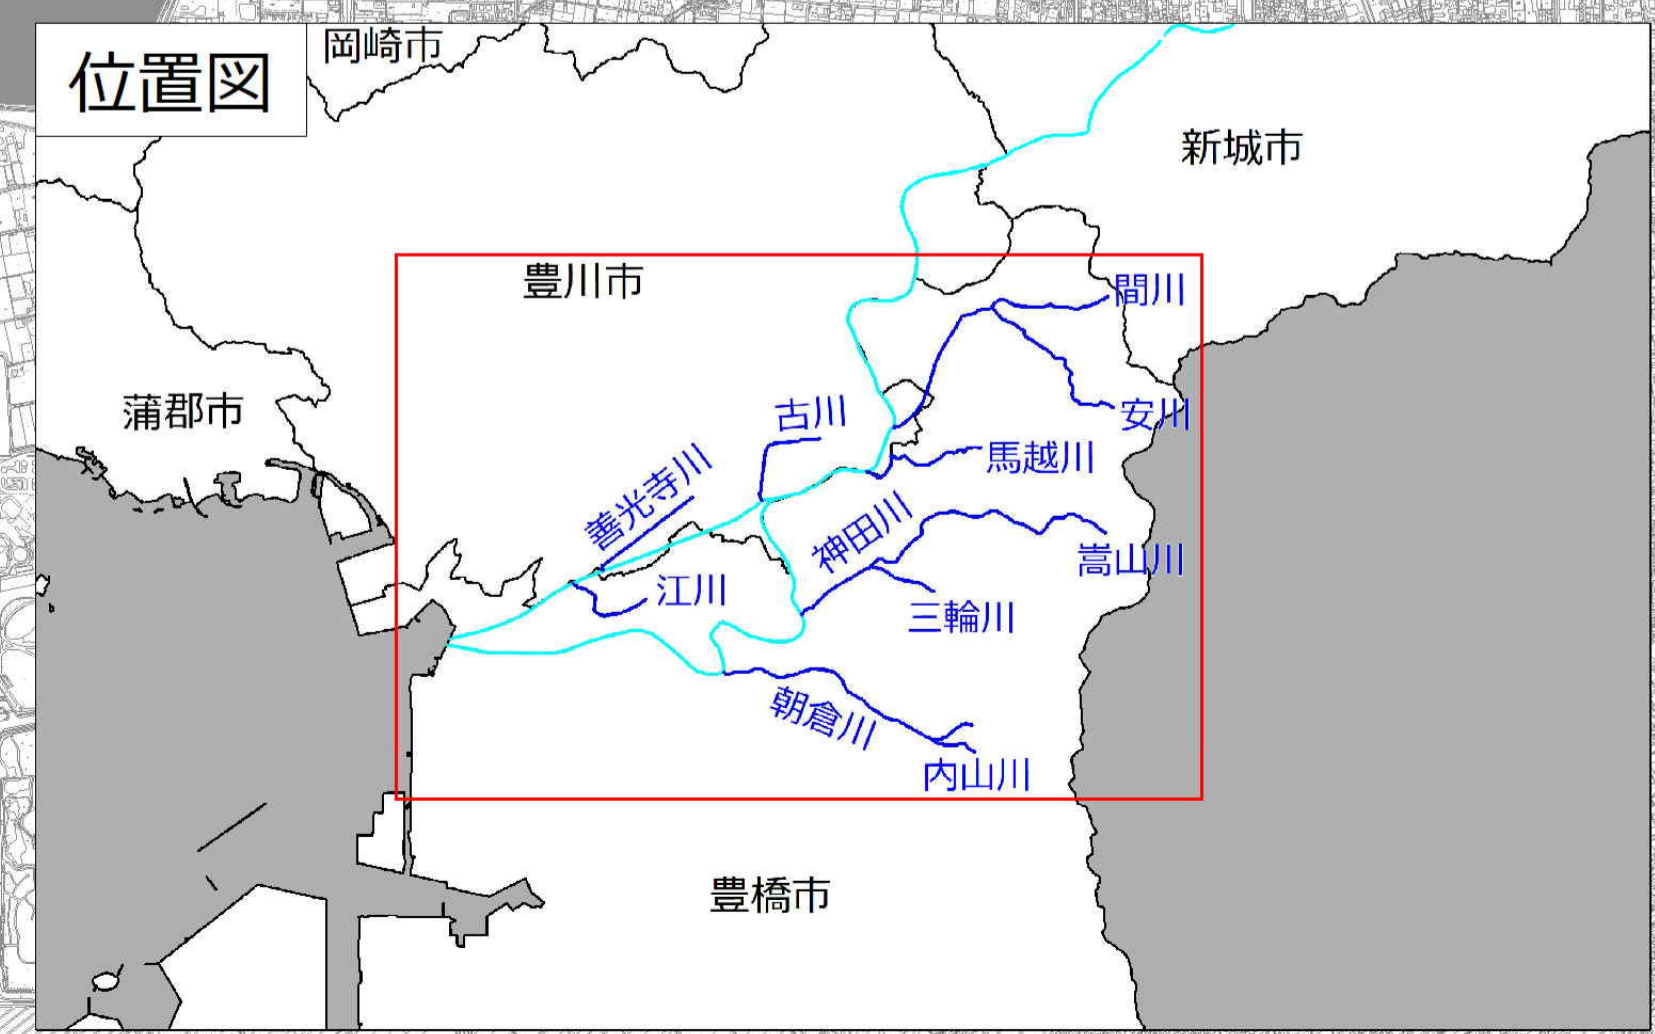 位置図
岡崎市
新城市
豊川市
間川
蒲郡市
古川
安川
善光寺川
馬越川
神田川
嵩山川
江川
三輪川
朝倉川
内山川
豊橋市